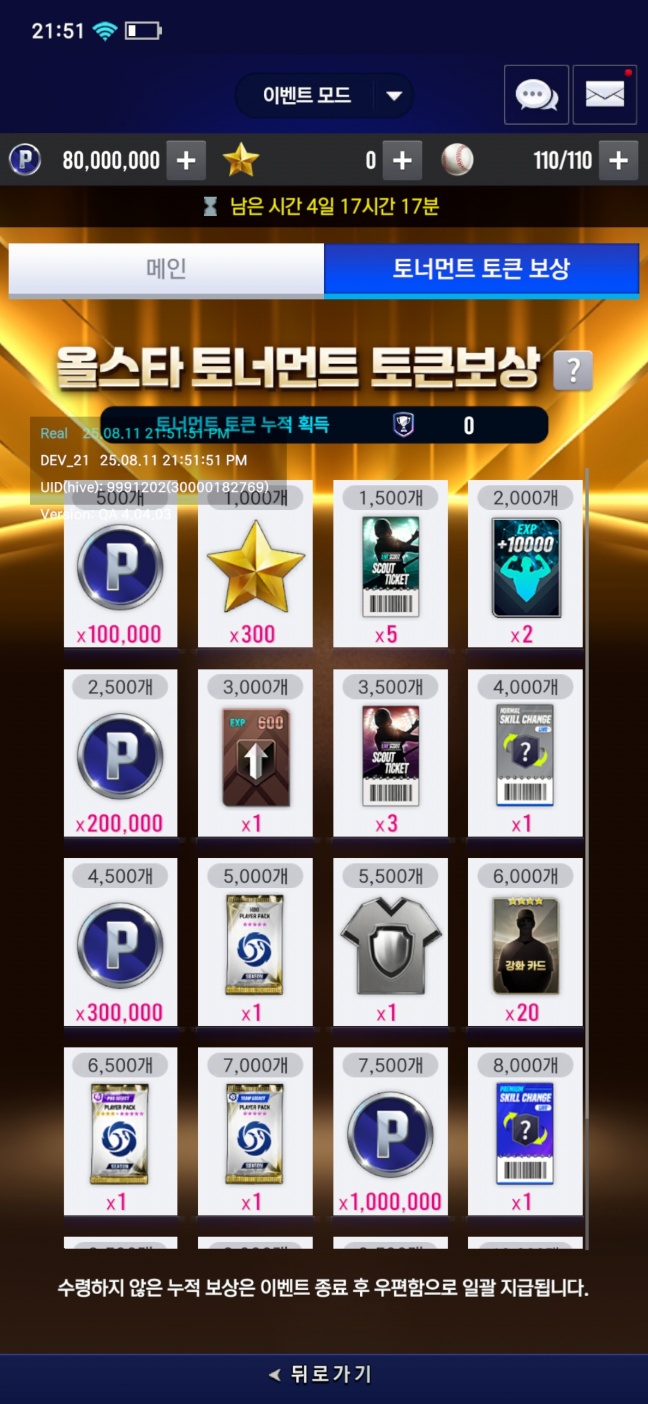 21:51
이벤트 모드
80,000,000
0
110/110
남은 시간 4일 17시간 17분
메인
토너먼트 토큰 보상
올스타 토너먼트 토큰보상 ?
토너먼트 토큰 누적 획득 0
Real 25.08.11 21:51:51 PM
DEV_21 25.08.11 21:51:51 PM
UID(hive): 9991202(30000182769)
Version: QA 4.04.03
500개 1,000개 1,500개 2,000개
P
SCOUT TICKET
EXP +10000
x100,000 x300 x5 x2
2,500개 3,000개 3,500개 4,000개
P
EXP 600
SCOUT TICKET
NORMAL SKILL CHANGE LIVE ?
x200,000 x1 x3 x1
4,500개 5,000개 5,500개 6,000개
P
PLAYER PACK
SEASON
강화 카드
x300,000 x1 x1 x20
6,500개 7,000개 7,500개 8,000개
PLAYER PACK
SEASON
TEAM SELECT PLAYER PACK
SEASON
P
PREMIUM SKILL CHANGE LIVE ?
x1 x1 x1,000,000 x1
수령하지 않은 누적 보상은 이벤트 종료 후 우편함으로 일괄 지급됩니다.
뒤로가기